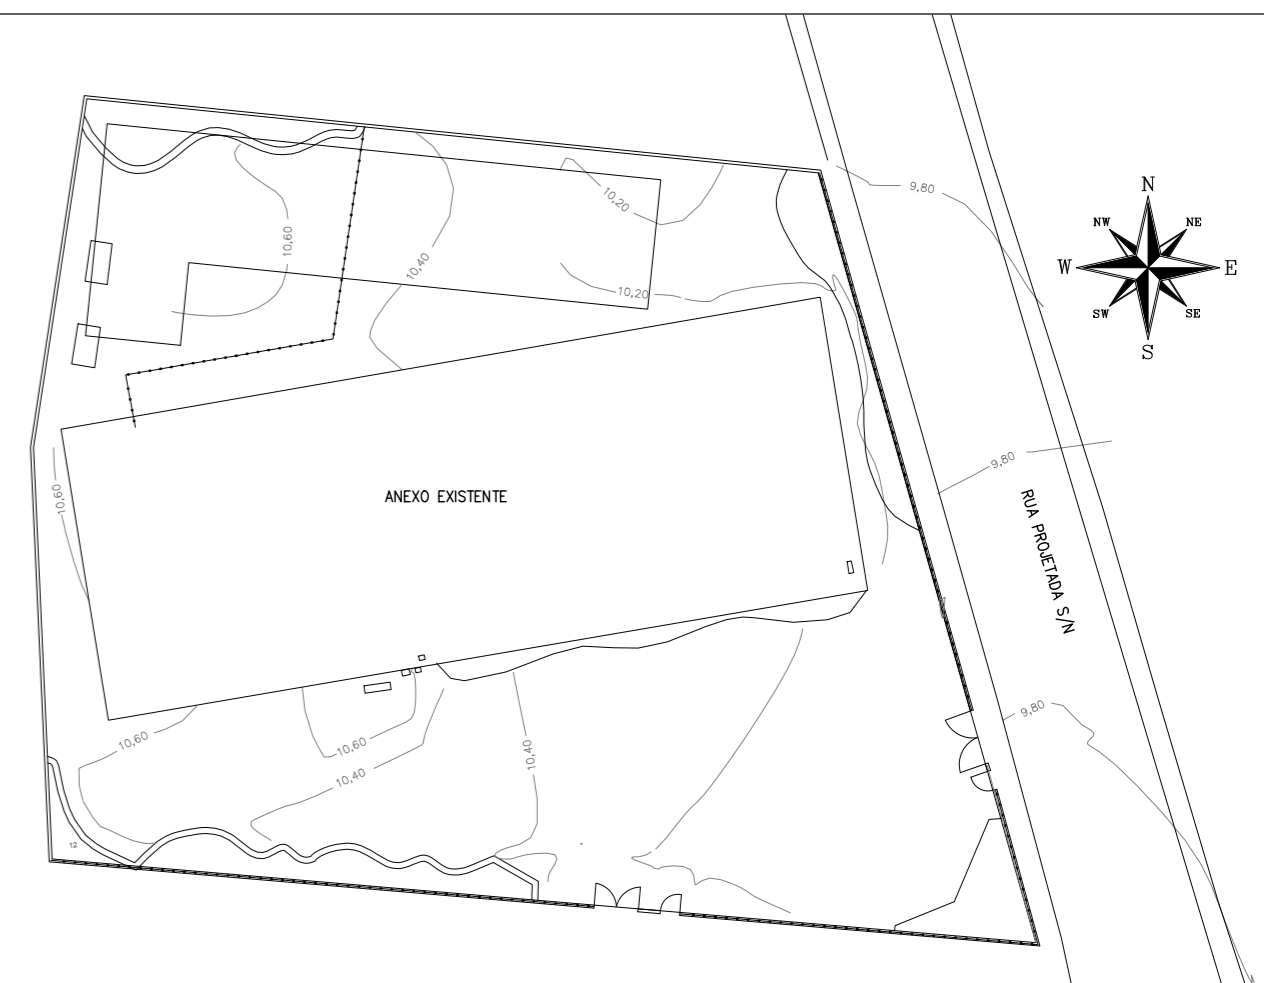 9,80
10,20
N
NW
NE
10,60
10,40
W
E
10,20
SW
SE
S
9,80
10,60
ANEXO EXISTENTE
RUA PROJETADA S/N
9,80
10,60
10,60
10,40
10,40
12